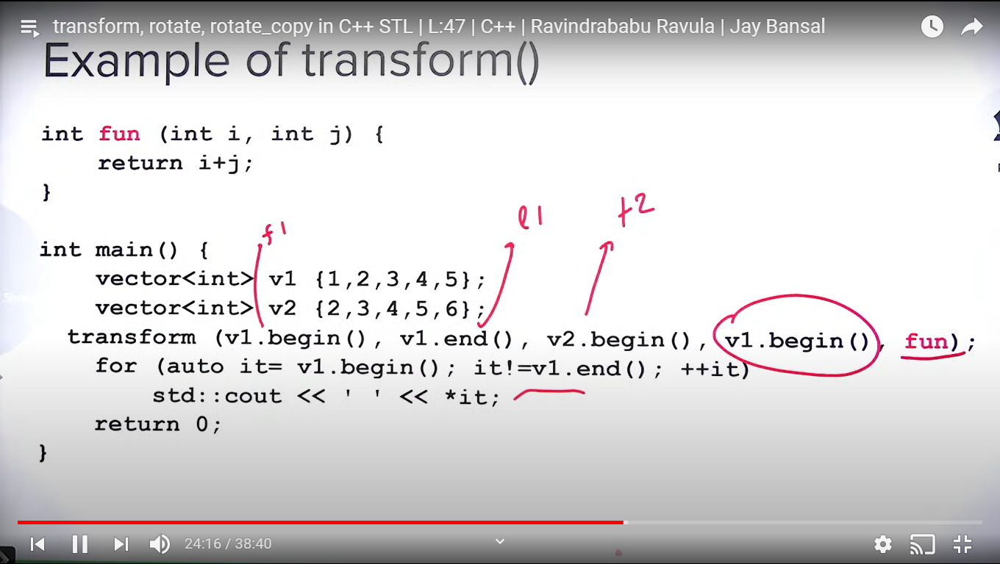 transform, rotate, rotate_copy in C++ STL | L:47 | C++ | Ravindrababu Ravula | Jay Bansal
Example of transform()
int fun (int i, int j) {
return i+j;
}
f1
l1
f2
int main() {
vector<int> v1 {1,2,3,4,5};
vector<int> v2 {2,3,4,5,6};
transform (v1.begin(), v1.end(), v2.begin(), v1.begin(), fun);
for (auto it= v1.begin(); it!=v1.end(); ++it)
std::cout << ' ' << *it;
return 0;
}
24:16 / 38:40